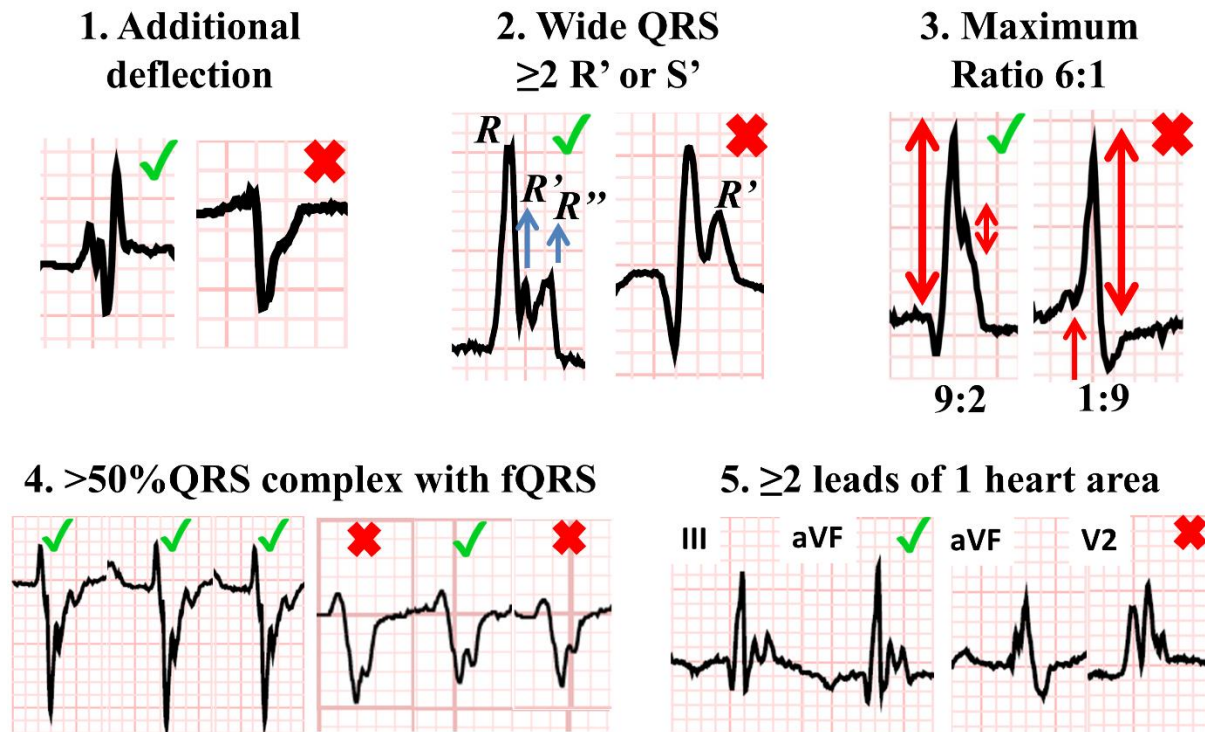 1. Additional
deflection
2. Wide QRS
≥2 R’ or S’
3. Maximum
Ratio 6:1
R
R’
R’’
R’
9:2
1:9
4. >50%QRS complex with fQRS
5. ≥2 leads of 1 heart area
III
aVF
aVF
V2